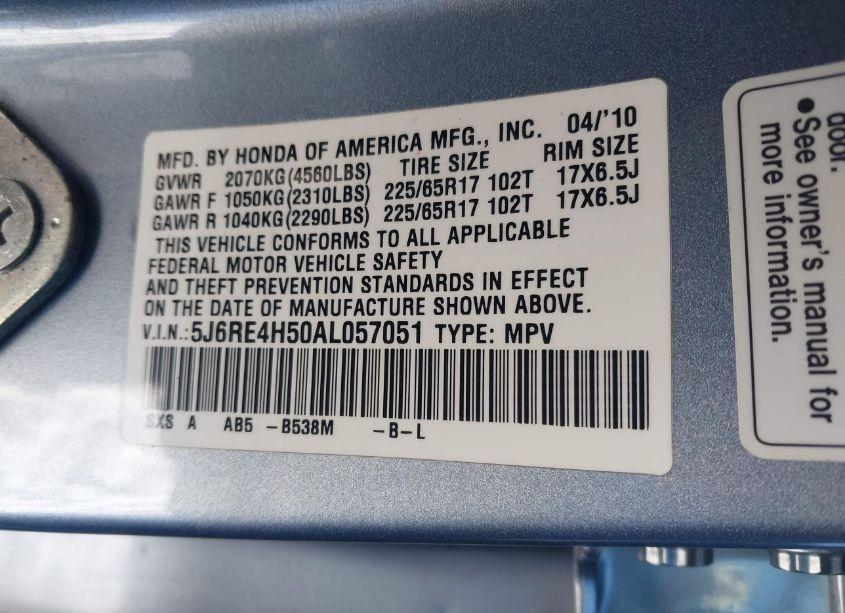 MFD. BY HONDA OF AMERICA MFG., INC. 04/'10
GVWR 2070KG(4560LBS) TIRE SIZE RIM SIZE
GAWR F 1050KG(2310LBS) 225/65R17 102T 17X6.5J
GAWR R 1040KG(2290LBS) 225/65R17 102T 17X6.5J
THIS VEHICLE CONFORMS TO ALL APPLICABLE
FEDERAL MOTOR VEHICLE SAFETY
AND THEFT PREVENTION STANDARDS IN EFFECT
ON THE DATE OF MANUFACTURE SHOWN ABOVE.
V.I.N.:5J6RE4H50AL057051 TYPE: MPV
SXS A AB5 -B538M -B-L
door.
●See owner's manual for
more information.